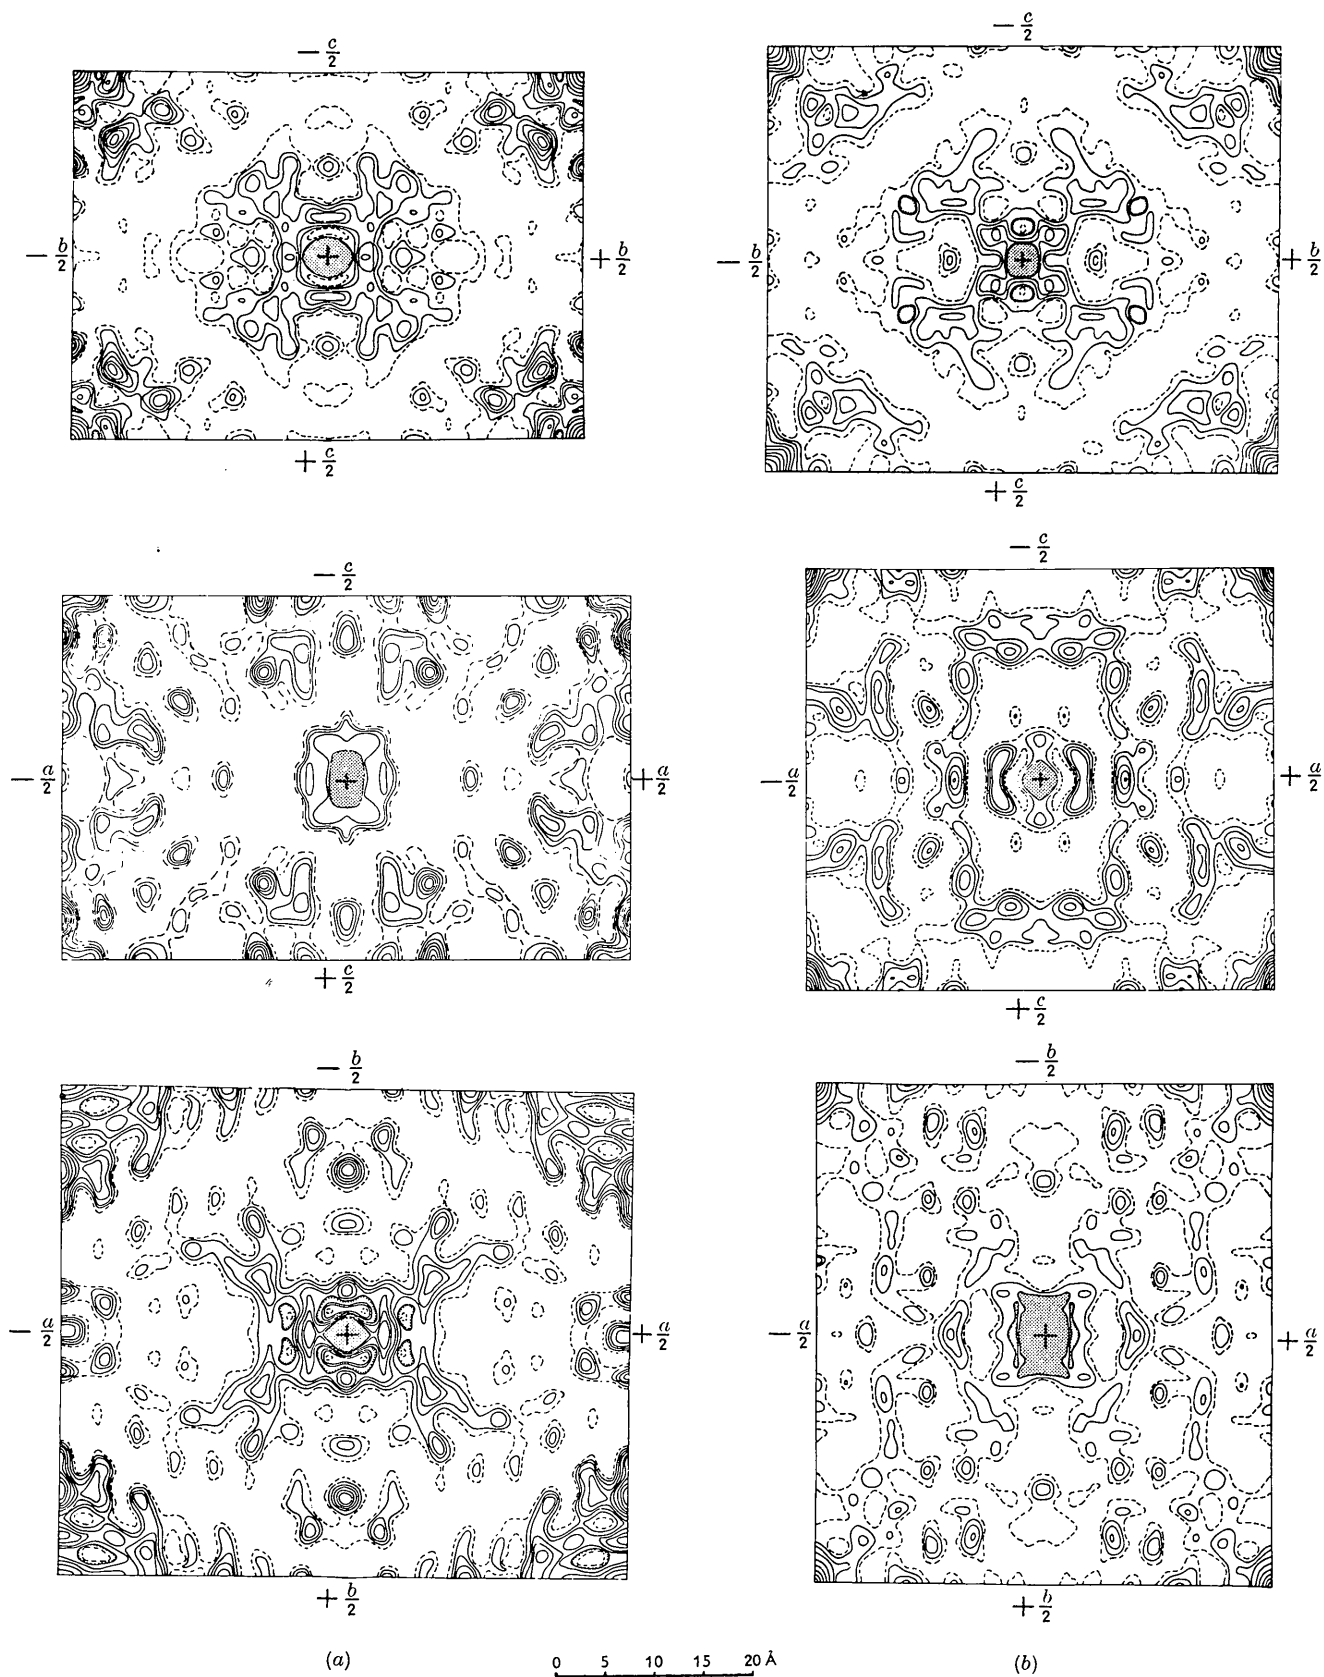 − c/2
− c/2
− b/2
+ b/2
− b/2
+ b/2
+ c/2
+ c/2
− c/2
− c/2
− a/2
+ a/2
− a/2
+ a/2
+ c/2
+ c/2
− b/2
− b/2
− a/2
+ a/2
− a/2
+ a/2
+ b/2
+ b/2
(a)
0 5 10 15 20 Å
(b)